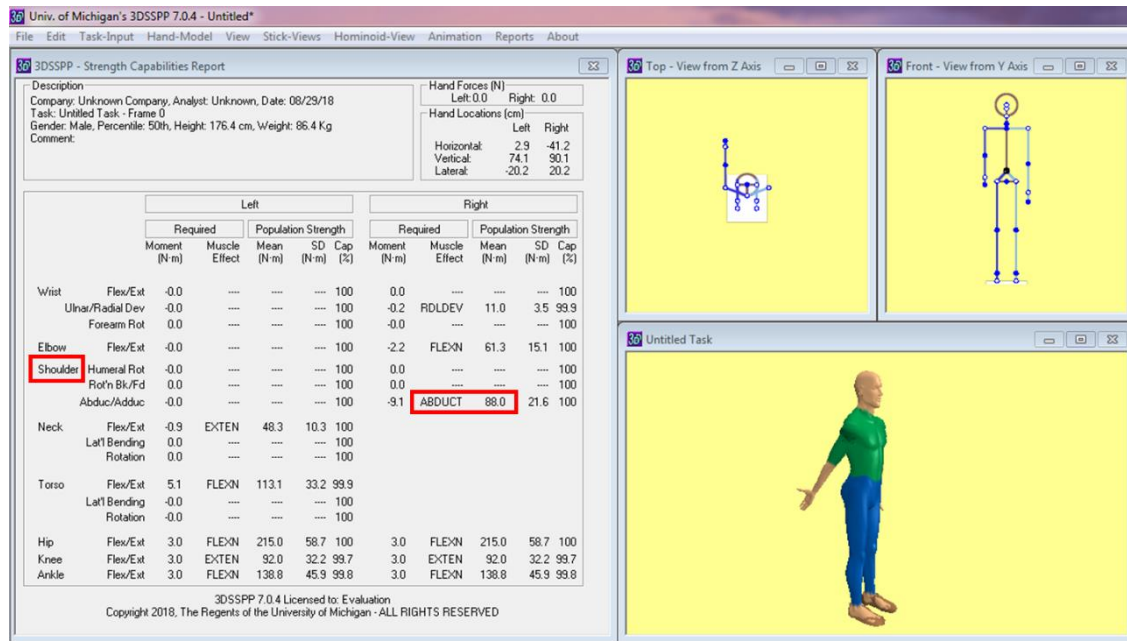 Univ. of Michigan's 3DSSPP 7.0.4 - Untitled*
File Edit Task-Input Hand-Model View Stick-Views Hominoid-View Animation Reports About
3DSSPP - Strength Capabilities Report
Description
Company: Unknown Company, Analyst: Unknown, Date: 08/29/18
Task: Untitled Task - Frame 0
Gender: Male, Percentile: 50th, Height: 176.4 cm, Weight: 86.4 Kg
Comment:
Hand Forces (N)
Left: 0.0 Right: 0.0
Hand Locations (cm)
Left Right
Horizontal: 2.9 -41.2
Vertical: 74.1 90.1
Lateral: -20.2 20.2
Left Right
Required Population Strength Required Population Strength
Moment Muscle Mean SD Cap Moment Muscle Mean SD Cap
(N·m) Effect (N·m) (N·m) (%) (N·m) Effect (N·m) (N·m) (%)
Wrist Flex/Ext -0.0 ---- ---- ---- 100 0.0 ---- ---- ---- 100
Ulnar/Radial Dev -0.0 ---- ---- ---- 100 -0.2 RDLDEV 11.0 3.5 99.9
Forearm Rot 0.0 ---- ---- ---- 100 -0.0 ---- ---- ---- 100
Elbow Flex/Ext -0.0 ---- ---- ---- 100 -2.2 FLEXN 61.3 15.1 100
Shoulder Humeral Rot -0.0 ---- ---- ---- 100 0.0 ---- ---- ---- 100
Rot'n Bk/Fd 0.0 ---- ---- ---- 100 0.0 ---- ---- ---- 100
Abduc/Adduc -0.0 ---- ---- ---- 100 -9.1 ABDUCT 88.0 21.6 100
Neck Flex/Ext -0.9 EXTEN 48.3 10.3 100
Lat'l Bending 0.0 ---- ---- ---- 100
Rotation 0.0 ---- ---- ---- 100
Torso Flex/Ext 5.1 FLEXN 113.1 33.2 99.9
Lat'l Bending -0.0 ---- ---- ---- 100
Rotation -0.0 ---- ---- ---- 100
Hip Flex/Ext 3.0 FLEXN 215.0 58.7 100 3.0 FLEXN 215.0 58.7 100
Knee Flex/Ext 3.0 EXTEN 92.0 32.2 99.7 3.0 EXTEN 92.0 32.2 99.7
Ankle Flex/Ext 3.0 FLEXN 138.8 45.9 99.8 3.0 FLEXN 138.8 45.9 99.8
3DSSPP 7.0.4 Licensed to: Evaluation
Copyright 2018, The Regents of the University of Michigan - ALL RIGHTS RESERVED
Top - View from Z Axis
Front - View from Y Axis
Untitled Task